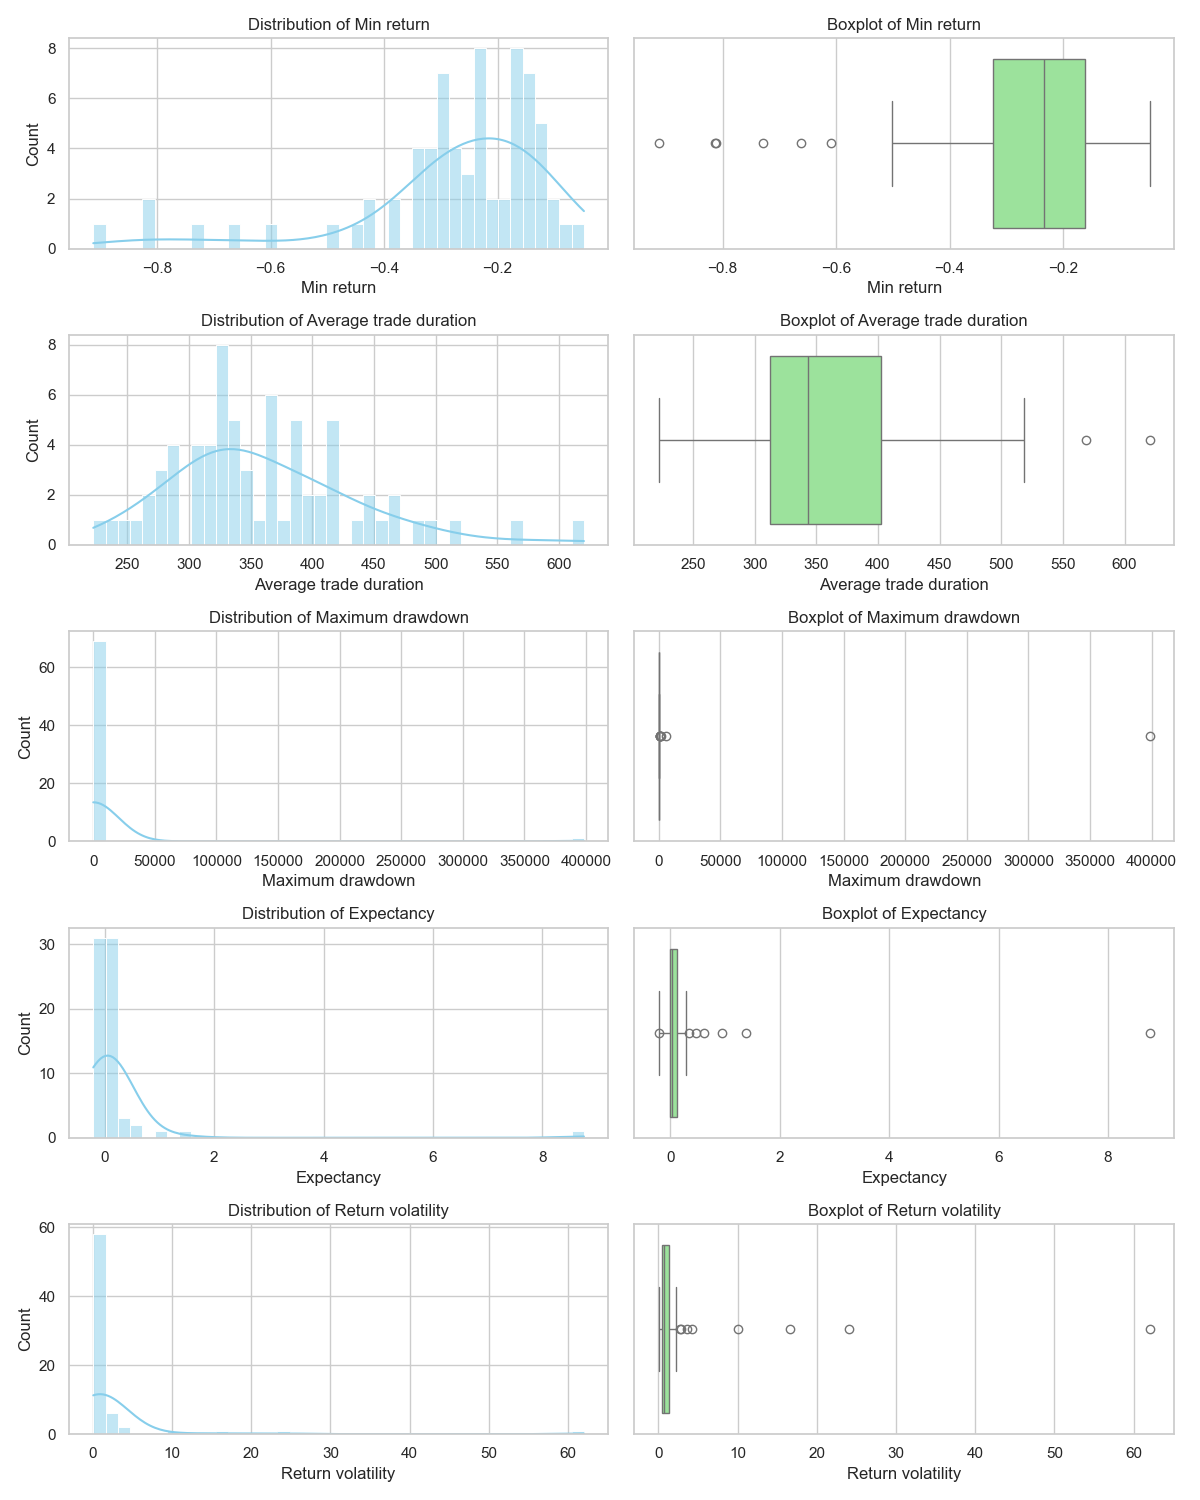 Distribution of Min return
Boxplot of Min return
8
6
4
2
0
Count
−0.8 −0.6 −0.4 −0.2
Min return
−0.8 −0.6 −0.4 −0.2
Min return
Distribution of Average trade duration
Boxplot of Average trade duration
8
6
4
2
0
Count
250 300 350 400 450 500 550 600
Average trade duration
250 300 350 400 450 500 550 600
Average trade duration
Distribution of Maximum drawdown
Boxplot of Maximum drawdown
60
40
20
0
Count
0 50000 100000 150000 200000 250000 300000 350000 400000
Maximum drawdown
0 50000 100000 150000 200000 250000 300000 350000 400000
Maximum drawdown
Distribution of Expectancy
Boxplot of Expectancy
30
20
10
0
Count
0 2 4 6 8
Expectancy
0 2 4 6 8
Expectancy
Distribution of Return volatility
Boxplot of Return volatility
60
40
20
0
Count
0 10 20 30 40 50 60
Return volatility
0 10 20 30 40 50 60
Return volatility